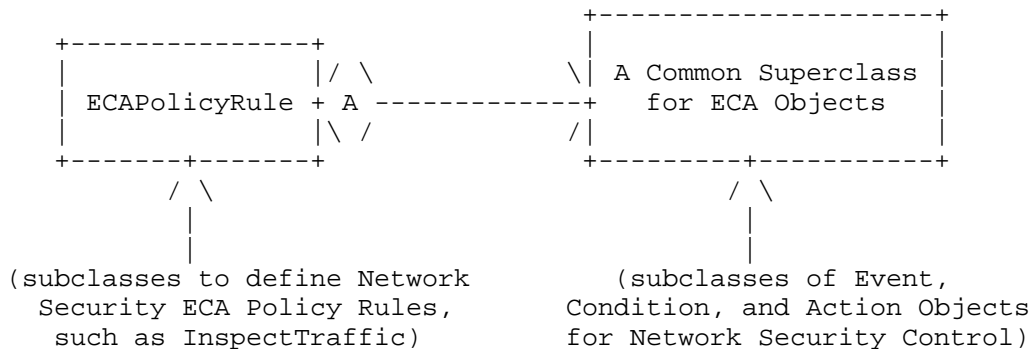 ECAPolicyRule
A
A Common Superclass
for ECA Objects
(subclasses to define Network
Security ECA Policy Rules,
such as InspectTraffic)
(subclasses of Event,
Condition, and Action Objects
for Network Security Control)